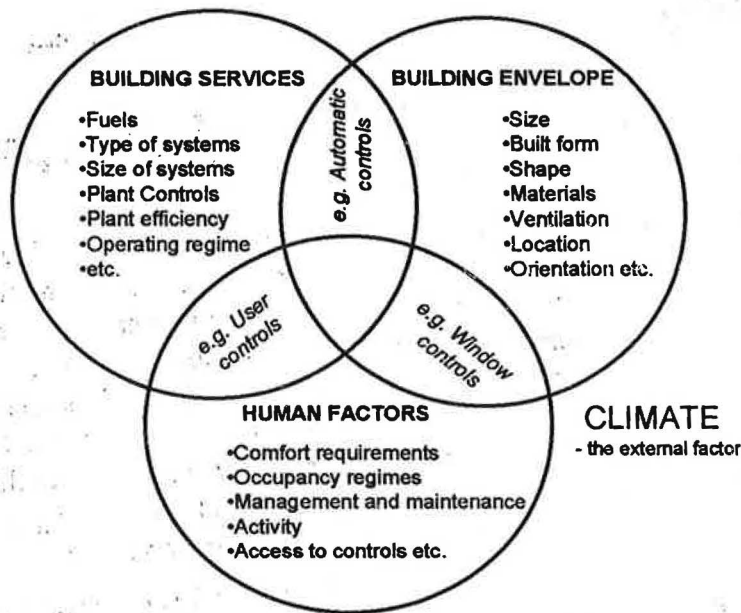 BUILDING SERVICES
•Fuels
•Type of systems
•Size of systems
•Plant Controls
•Plant efficiency
•Operating regime
•etc.
e.g. Automatic
controls
BUILDING ENVELOPE
•Size
•Built form
•Shape
•Materials
•Ventilation
•Location
•Orientation etc.
e.g. User
controls
e.g. Window
controls
HUMAN FACTORS
•Comfort requirements
•Occupancy regimes
•Management and maintenance
•Activity
•Access to controls etc.
CLIMATE
- the external factor